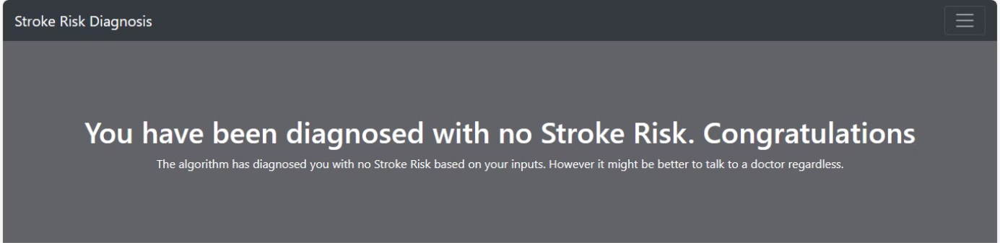 Stroke Risk Diagnosis
You have been diagnosed with no Stroke Risk. Congratulations
The algorithm has diagnosed you with no Stroke Risk based on your inputs. However it might be better to talk to a doctor regardless.